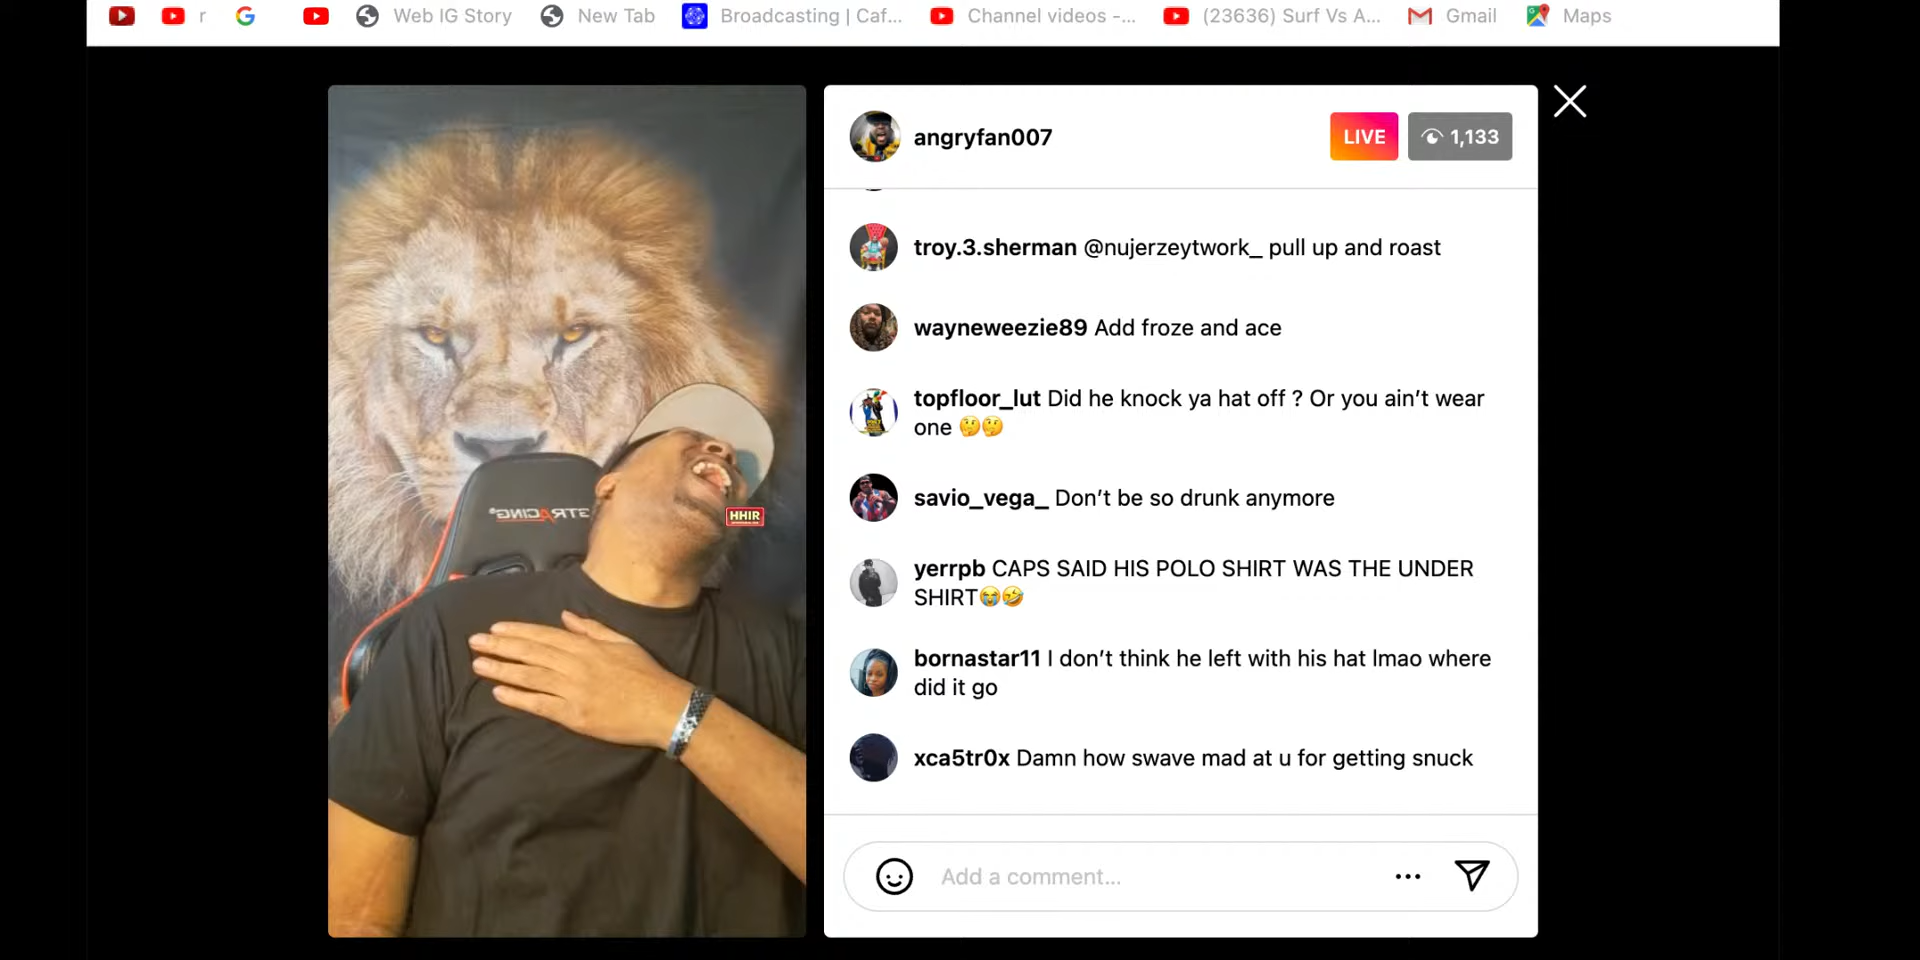 r
Web IG Story
New Tab
Broadcasting | Caf...
Channel videos -...
(23636) Surf Vs A...
Gmail
Maps
angryfan007
LIVE
1,133
troy.3.sherman @nujerzeytwork_ pull up and roast
wayneweezie89 Add froze and ace
topfloor_lut Did he knock ya hat off ? Or you ain’t wear
one 🤔🤔
savio_vega_ Don’t be so drunk anymore
yerrpb CAPS SAID HIS POLO SHIRT WAS THE UNDER
SHIRT😭🤣
bornastar11 I don’t think he left with his hat lmao where
did it go
xca5tr0x Damn how swave mad at u for getting snuck
Add a comment...
GTRACING
HHIR